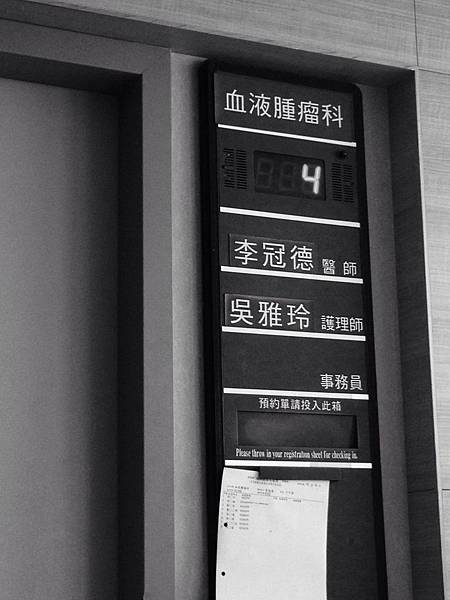 血液腫瘤科
4
李冠德 醫師
吳雅玲 護理師
事務員
預約單請投入此箱
Please throw in your registration sheet for checking in.